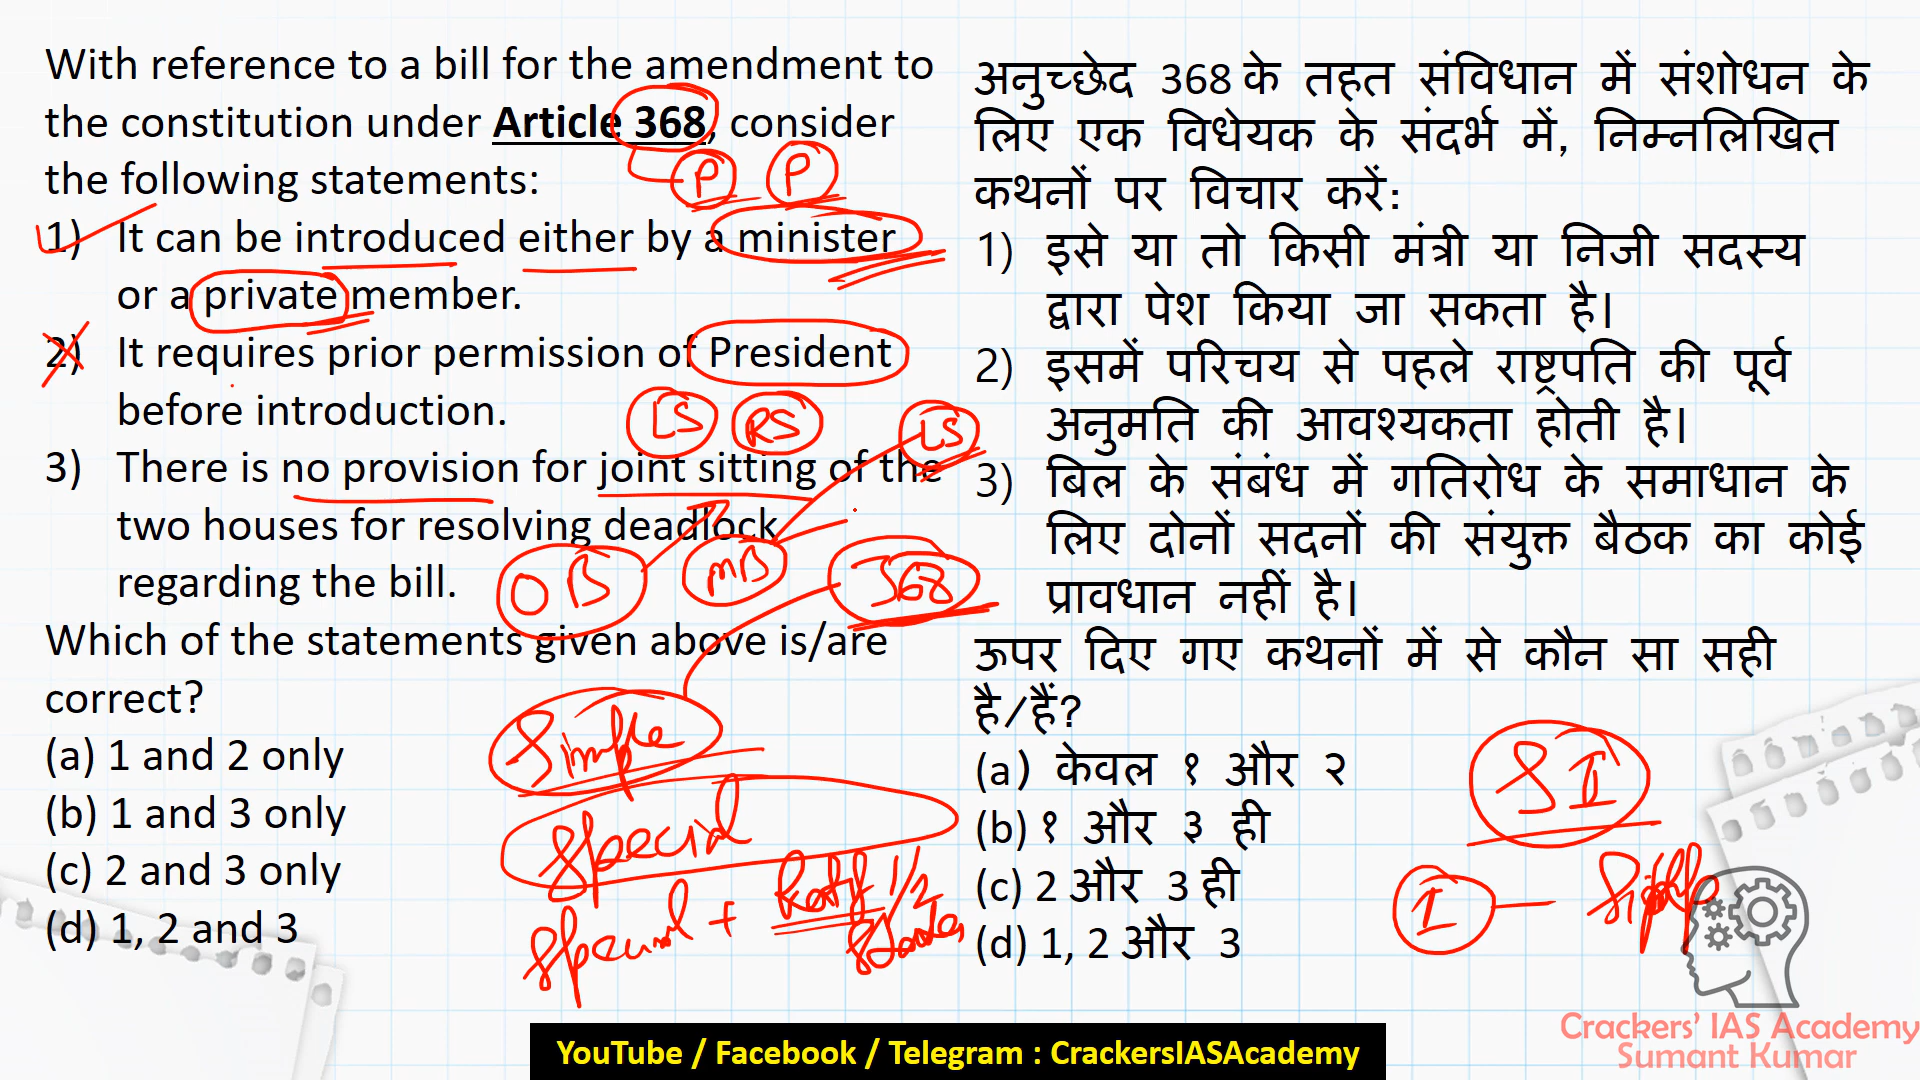 With reference to a bill for the amendment to
the constitution under Article 368, consider
the following statements:
1) It can be introduced either by a minister
or a private member.
2) It requires prior permission of President
before introduction.
3) There is no provision for joint sitting of the
two houses for resolving deadlock
regarding the bill.
Which of the statements given above is/are
correct?
(a) 1 and 2 only
(b) 1 and 3 only
(c) 2 and 3 only
(d) 1, 2 and 3
P P
LS RS LS
OB MB 368
Simple
Special
Special + Ratf 1/2
States
अनुच्छेद 368 के तहत संविधान में संशोधन के
लिए एक विधेयक के संदर्भ में, निम्नलिखित
कथनों पर विचार करें:
1) इसे या तो किसी मंत्री या निजी सदस्य
द्वारा पेश किया जा सकता है।
2) इसमें परिचय से पहले राष्ट्रपति की पूर्व
अनुमति की आवश्यकता होती है।
3) बिल के संबंध में गतिरोध के समाधान के
लिए दोनों सदनों की संयुक्त बैठक का कोई
प्रावधान नहीं है।
ऊपर दिए गए कथनों में से कौन सा सही
है/हैं?
(a) केवल १ और २
(b) १ और ३ ही
(c) 2 और 3 ही
(d) 1, 2 और 3
SI
I — Simple
Crackers' IAS Academy
Sumant Kumar
YouTube / Facebook / Telegram : CrackersIASAcademy